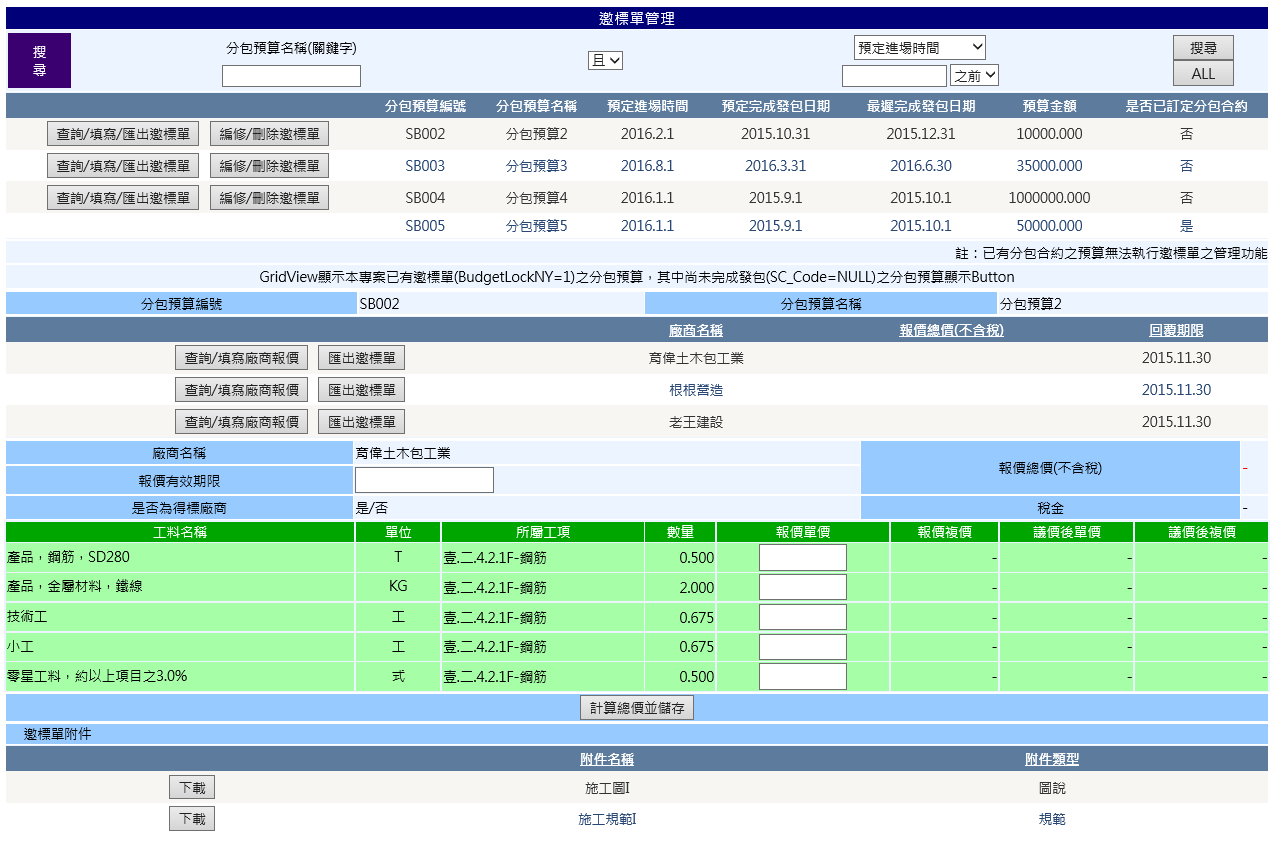 邀標單管理
搜尋
分包預算名稱(關鍵字)
且
預定進場時間
之前
搜尋
ALL
分包預算編號 分包預算名稱 預定進場時間 預定完成發包日期 最遲完成發包日期 預算金額 是否已訂定分包合約
查詢/填寫/匯出邀標單 編修/刪除邀標單 SB002 分包預算2 2016.2.1 2015.10.31 2015.12.31 10000.000 否
查詢/填寫/匯出邀標單 編修/刪除邀標單 SB003 分包預算3 2016.8.1 2016.3.31 2016.6.30 35000.000 否
查詢/填寫/匯出邀標單 編修/刪除邀標單 SB004 分包預算4 2016.1.1 2015.9.1 2015.10.1 1000000.000 否
SB005 分包預算5 2016.1.1 2015.9.1 2015.10.1 50000.000 是
註：已有分包合約之預算無法執行邀標單之管理功能
GridView顯示本專案已有邀標單(BudgetLockNY=1)之分包預算，其中尚未完成發包(SC_Code=NULL)之分包預算顯示Button
分包預算編號 SB002 分包預算名稱 分包預算2
廠商名稱 報價總價(不含稅) 回覆期限
查詢/填寫廠商報價 匯出邀標單 育偉土木包工業 2015.11.30
查詢/填寫廠商報價 匯出邀標單 根根營造 2015.11.30
查詢/填寫廠商報價 匯出邀標單 老王建設 2015.11.30
廠商名稱 育偉土木包工業 報價總價(不含稅) -
報價有效期限
是否為得標廠商 是/否 稅金 -
工料名稱 單位 所屬工項 數量 報價單價 報價複價 議價後單價 議價後複價
產品，鋼筋，SD280 T 壹.二.4.2.1F-鋼筋 0.500 - - -
產品，金屬材料，鐵線 KG 壹.二.4.2.1F-鋼筋 2.000 - - -
技術工 工 壹.二.4.2.1F-鋼筋 0.675 - - -
小工 工 壹.二.4.2.1F-鋼筋 0.675 - - -
零星工料，約以上項目之3.0% 式 壹.二.4.2.1F-鋼筋 0.500 - - -
計算總價並儲存
邀標單附件
附件名稱 附件類型
下載 施工圖I 圖說
下載 施工規範I 規範